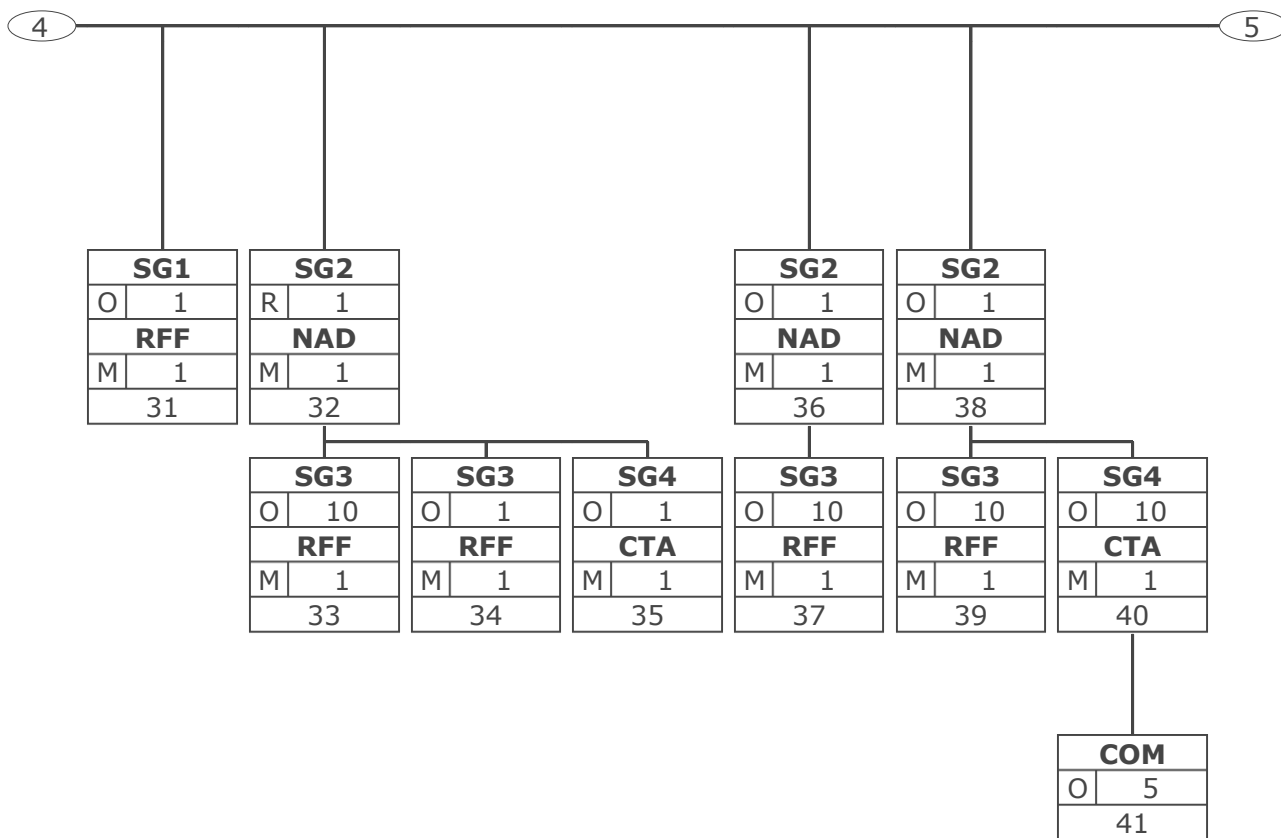 4 5
SG1 SG2 SG2 SG2
O 1 R 1 O 1 O 1
RFF NAD NAD NAD
M 1 M 1 M 1 M 1
31 32 36 38
SG3 SG3 SG4 SG3 SG3 SG4
O 10 O 1 O 1 O 10 O 10 O 10
RFF RFF CTA RFF RFF CTA
M 1 M 1 M 1 M 1 M 1 M 1
33 34 35 37 39 40
COM
O 5
41